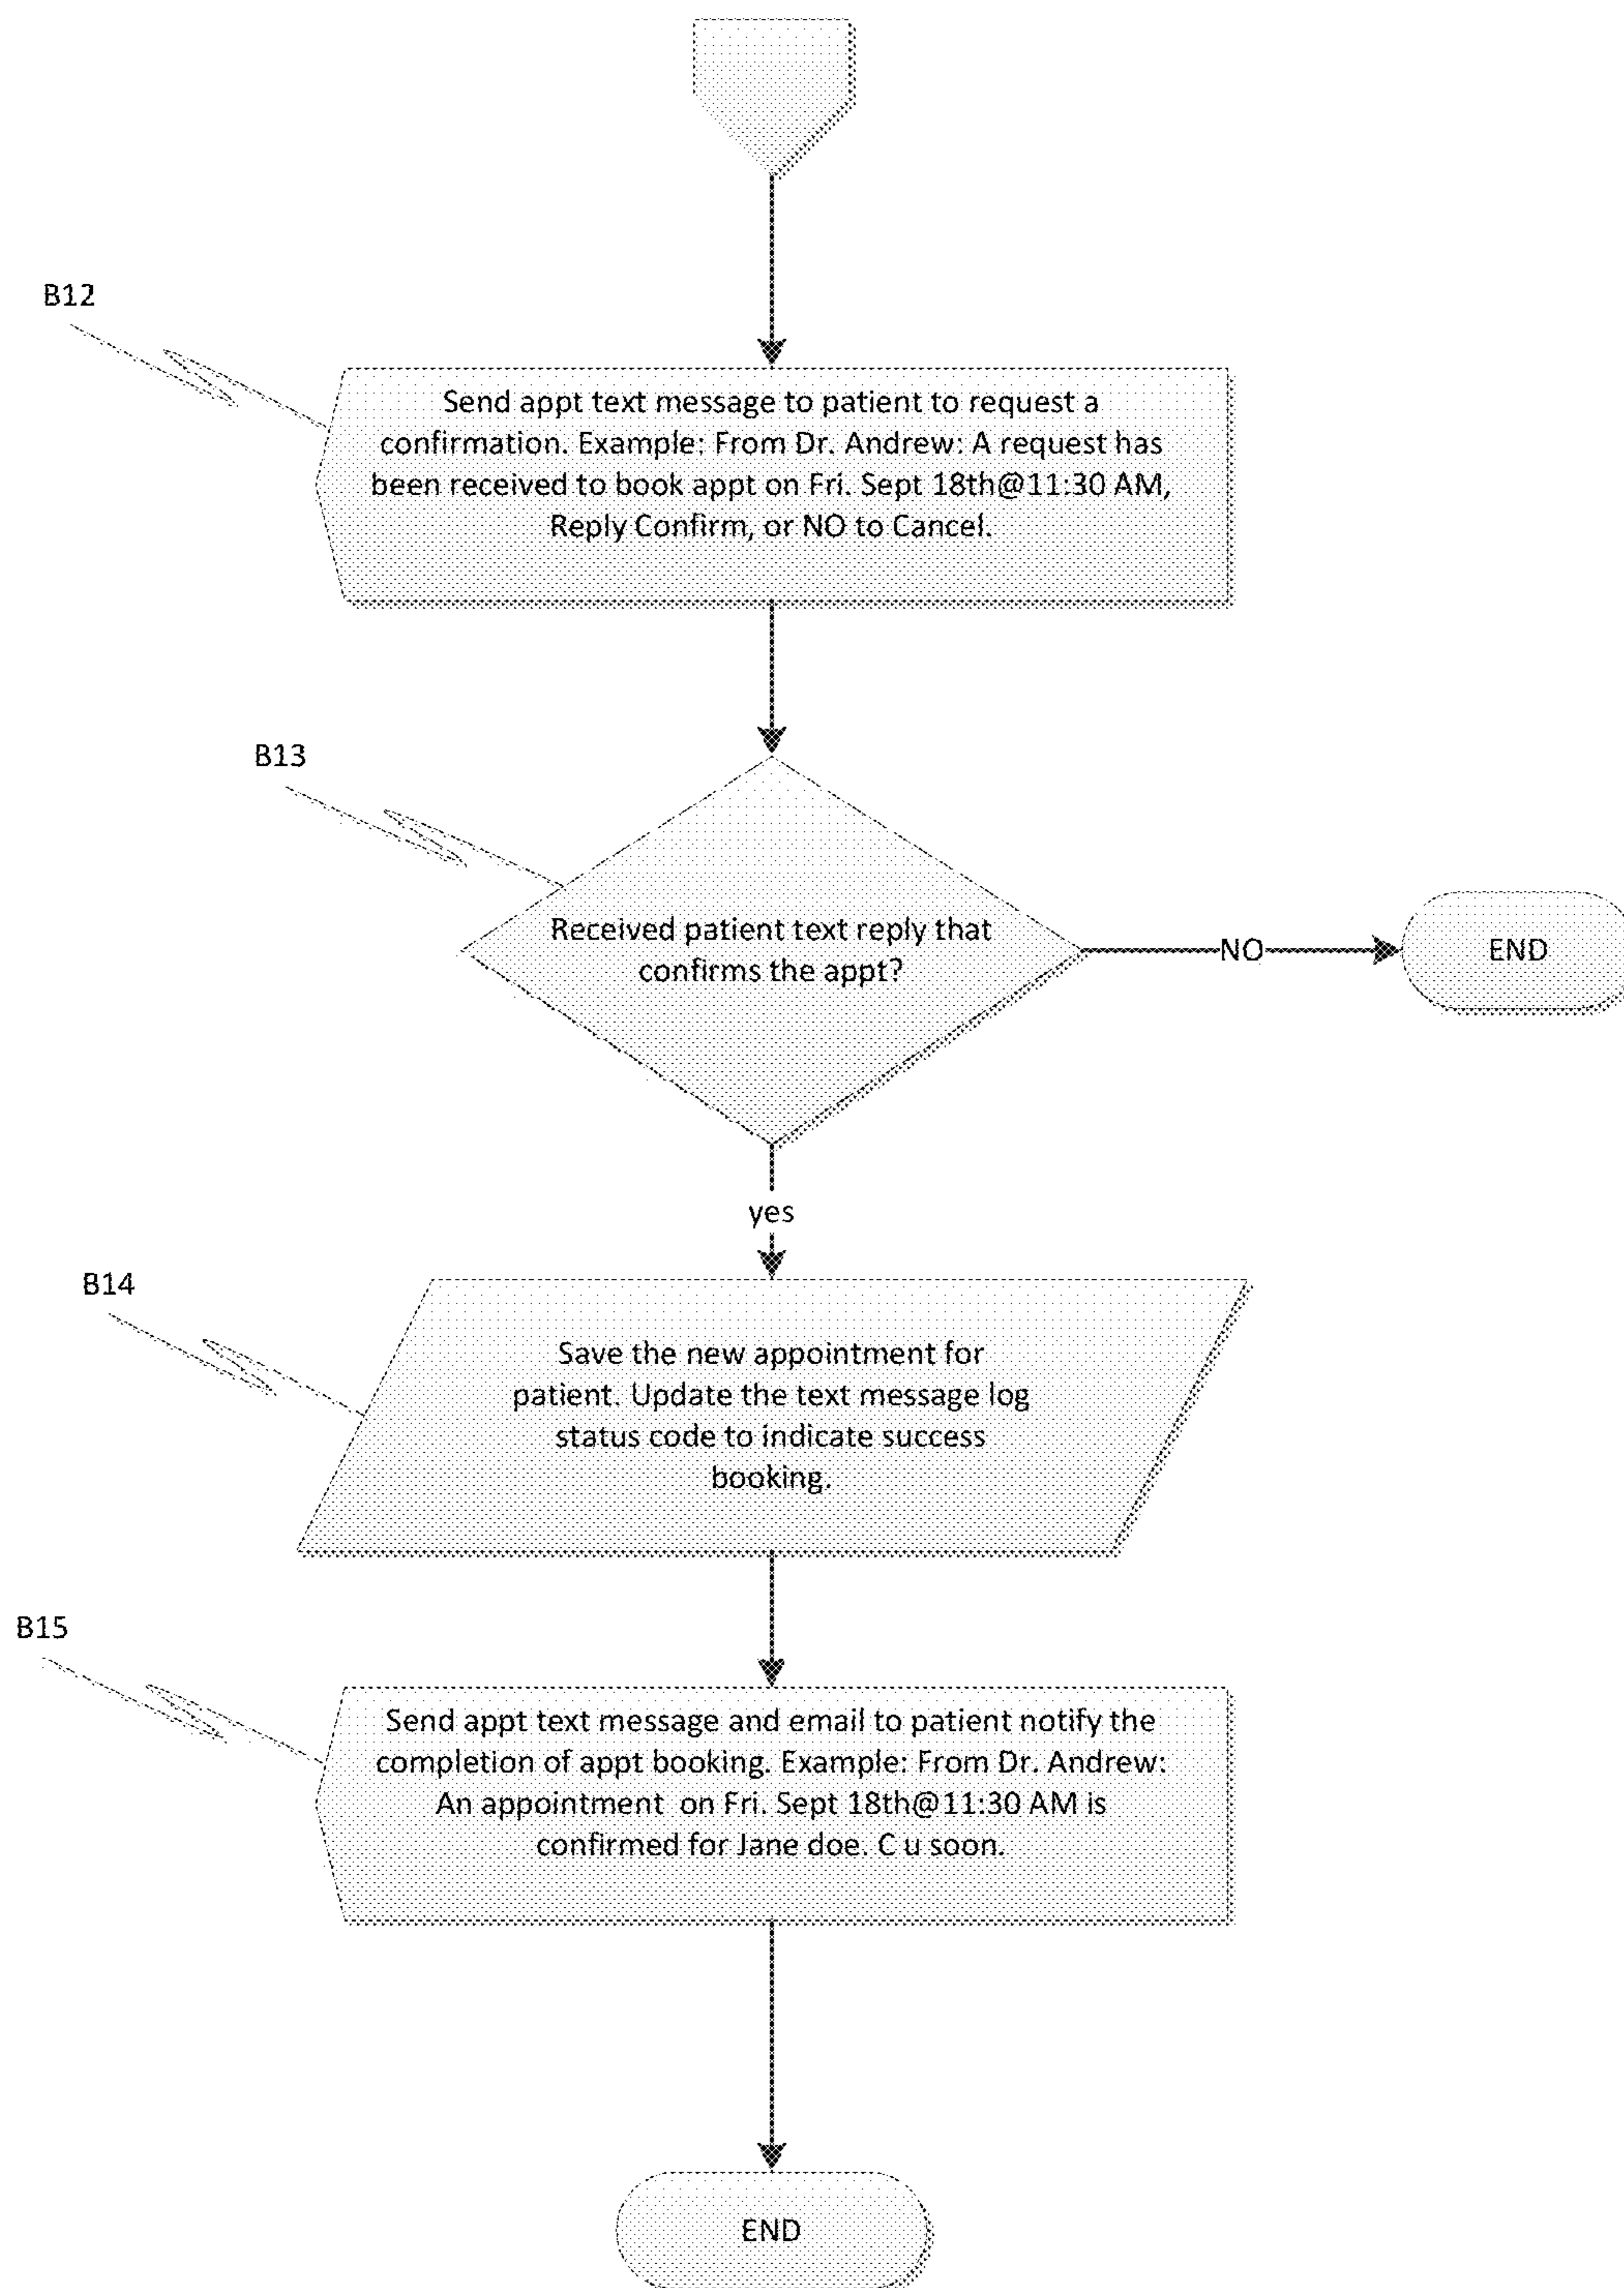 B12
Send appt text message to patient to request a
confirmation. Example: From Dr. Andrew: A request has
been received to book appt on Fri. Sept 18th@11:30 AM,
Reply Confirm, or NO to Cancel.
B13
Received patient text reply that
confirms the appt?
NO
END
yes
B14
Save the new appointment for
patient. Update the text message log
status code to indicate success
booking.
B15
Send appt text message and email to patient notify the
completion of appt booking. Example: From Dr. Andrew:
An appointment on Fri. Sept 18th@11:30 AM is
confirmed for Jane doe. C u soon.
END